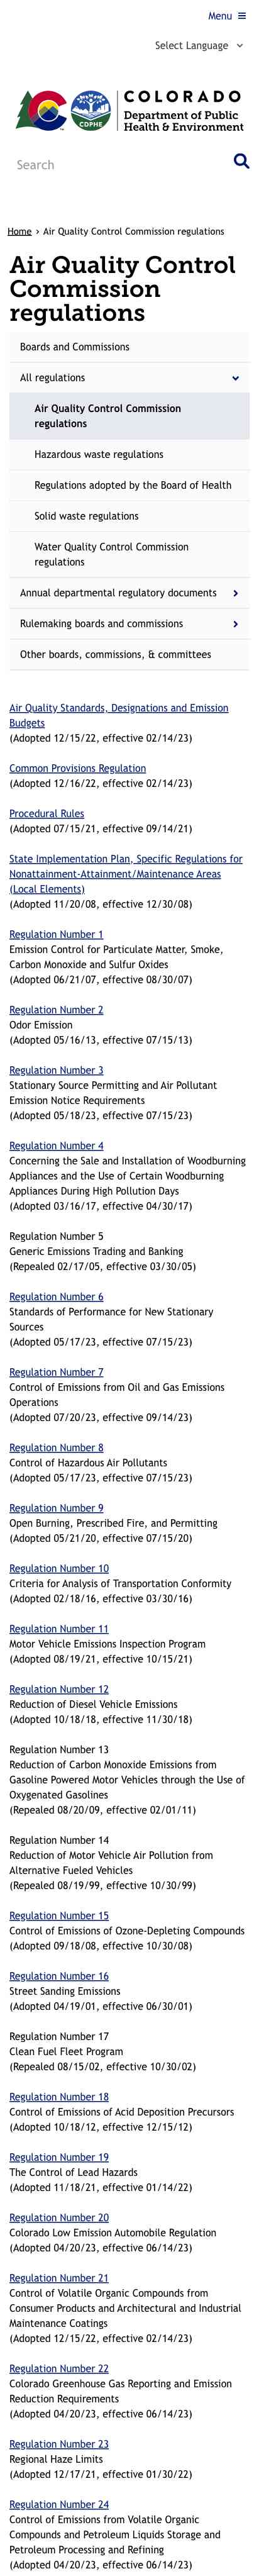 Menu
Select Language
CDPHE
COLORADO
Department of Public
Health & Environment
Search
Home › Air Quality Control Commission regulations
Air Quality Control
Commission
regulations
Boards and Commissions
All regulations
Air Quality Control Commission
regulations
Hazardous waste regulations
Regulations adopted by the Board of Health
Solid waste regulations
Water Quality Control Commission
regulations
Annual departmental regulatory documents
Rulemaking boards and commissions
Other boards, commissions, & committees
Air Quality Standards, Designations and Emission
Budgets
(Adopted 12/15/22, effective 02/14/23)
Common Provisions Regulation
(Adopted 12/16/22, effective 02/14/23)
Procedural Rules
(Adopted 07/15/21, effective 09/14/21)
State Implementation Plan, Specific Regulations for
Nonattainment-Attainment/Maintenance Areas
(Local Elements)
(Adopted 11/20/08, effective 12/30/08)
Regulation Number 1
Emission Control for Particulate Matter, Smoke,
Carbon Monoxide and Sulfur Oxides
(Adopted 06/21/07, effective 08/30/07)
Regulation Number 2
Odor Emission
(Adopted 05/16/13, effective 07/15/13)
Regulation Number 3
Stationary Source Permitting and Air Pollutant
Emission Notice Requirements
(Adopted 05/18/23, effective 07/15/23)
Regulation Number 4
Concerning the Sale and Installation of Woodburning
Appliances and the Use of Certain Woodburning
Appliances During High Pollution Days
(Adopted 03/16/17, effective 04/30/17)
Regulation Number 5
Generic Emissions Trading and Banking
(Repealed 02/17/05, effective 03/30/05)
Regulation Number 6
Standards of Performance for New Stationary
Sources
(Adopted 05/17/23, effective 07/15/23)
Regulation Number 7
Control of Emissions from Oil and Gas Emissions
Operations
(Adopted 07/20/23, effective 09/14/23)
Regulation Number 8
Control of Hazardous Air Pollutants
(Adopted 05/17/23, effective 07/15/23)
Regulation Number 9
Open Burning, Prescribed Fire, and Permitting
(Adopted 05/21/20, effective 07/15/20)
Regulation Number 10
Criteria for Analysis of Transportation Conformity
(Adopted 02/18/16, effective 03/30/16)
Regulation Number 11
Motor Vehicle Emissions Inspection Program
(Adopted 08/19/21, effective 10/15/21)
Regulation Number 12
Reduction of Diesel Vehicle Emissions
(Adopted 10/18/18, effective 11/30/18)
Regulation Number 13
Reduction of Carbon Monoxide Emissions from
Gasoline Powered Motor Vehicles through the Use of
Oxygenated Gasolines
(Repealed 08/20/09, effective 02/01/11)
Regulation Number 14
Reduction of Motor Vehicle Air Pollution from
Alternative Fueled Vehicles
(Repealed 08/19/99, effective 10/30/99)
Regulation Number 15
Control of Emissions of Ozone-Depleting Compounds
(Adopted 09/18/08, effective 10/30/08)
Regulation Number 16
Street Sanding Emissions
(Adopted 04/19/01, effective 06/30/01)
Regulation Number 17
Clean Fuel Fleet Program
(Repealed 08/15/02, effective 10/30/02)
Regulation Number 18
Control of Emissions of Acid Deposition Precursors
(Adopted 10/18/12, effective 12/15/12)
Regulation Number 19
The Control of Lead Hazards
(Adopted 11/18/21, effective 01/14/22)
Regulation Number 20
Colorado Low Emission Automobile Regulation
(Adopted 04/20/23, effective 06/14/23)
Regulation Number 21
Control of Volatile Organic Compounds from
Consumer Products and Architectural and Industrial
Maintenance Coatings
(Adopted 12/15/22, effective 02/14/23)
Regulation Number 22
Colorado Greenhouse Gas Reporting and Emission
Reduction Requirements
(Adopted 04/20/23, effective 06/14/23)
Regulation Number 23
Regional Haze Limits
(Adopted 12/17/21, effective 01/30/22)
Regulation Number 24
Control of Emissions from Volatile Organic
Compounds and Petroleum Liquids Storage and
Petroleum Processing and Refining
(Adopted 04/20/23, effective 06/14/23)